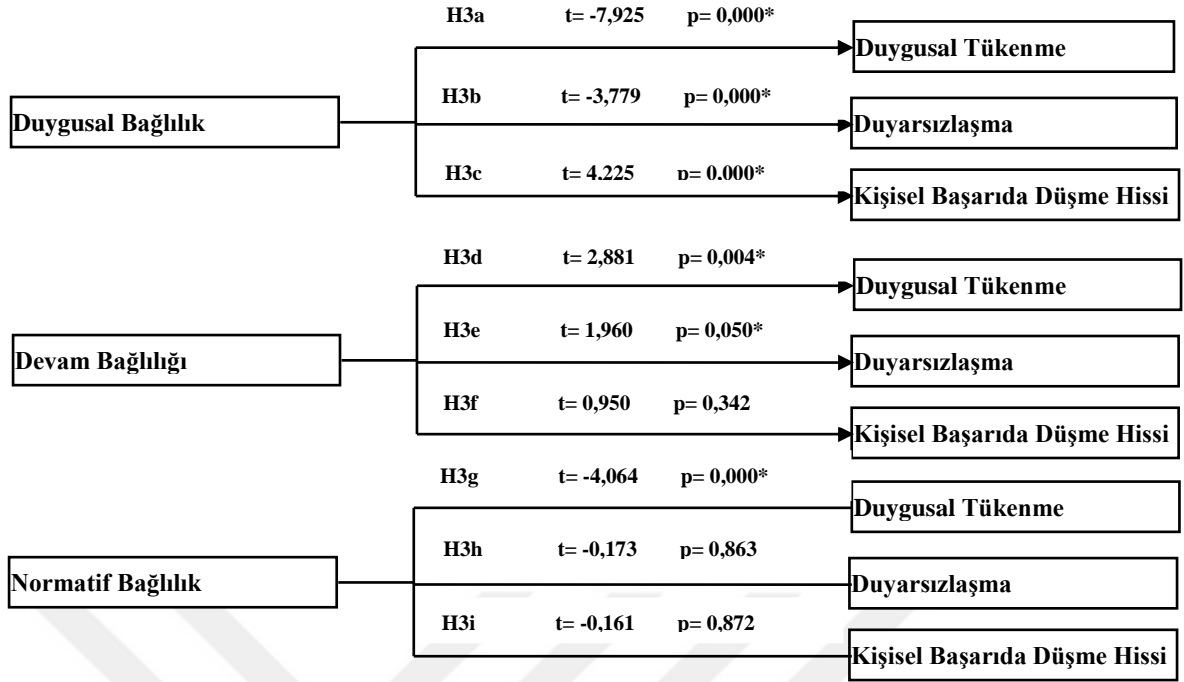 H3a t= -7,925 p= 0,000*
Duygusal Tükenme
H3b t= -3,779 p= 0,000*
Duygusal Bağlılık
Duyarsızlaşma
H3c t= 4,225 p= 0,000*
Kişisel Başarıda Düşme Hissi
H3d t= 2,881 p= 0,004*
Duygusal Tükenme
H3e t= 1,960 p= 0,050*
Devam Bağlılığı
Duyarsızlaşma
H3f t= 0,950 p= 0,342
Kişisel Başarıda Düşme Hissi
H3g t= -4,064 p= 0,000*
Duygusal Tükenme
H3h t= -0,173 p= 0,863
Normatif Bağlılık
Duyarsızlaşma
H3i t= -0,161 p= 0,872
Kişisel Başarıda Düşme Hissi